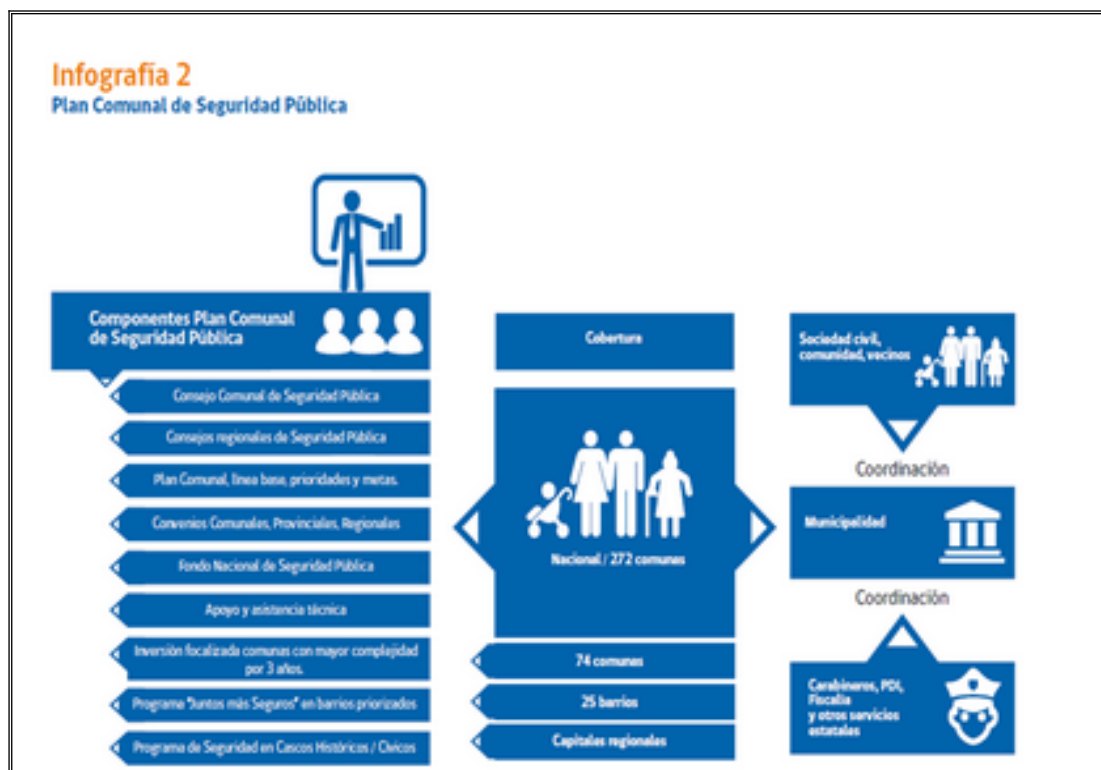 Infografía 2
Plan Comunal de Seguridad Pública
Componentes Plan Comunal
de Seguridad Pública
Consejo Comunal de Seguridad Pública
Consejos regionales de Seguridad Pública
Plan Comunal, línea base, prioridades y metas.
Convenios Comunales, Provinciales, Regionales
Fondo Nacional de Seguridad Pública
Apoyo y asistencia técnica
Inversión focalizada comunas con mayor complejidad
por 3 años.
Programa "Juntos más Seguros" en barrios priorizados
Programa de Seguridad en Cascos Históricos / Cívicos
Cobertura
Nacional / 272 comunas
74 comunas
25 barrios
Capitales regionales
Sociedad civil,
comunidad, vecinos
Coordinación
Municipalidad
Coordinación
Carabineros, PDI,
Fiscalía
y otros servicios
estatales